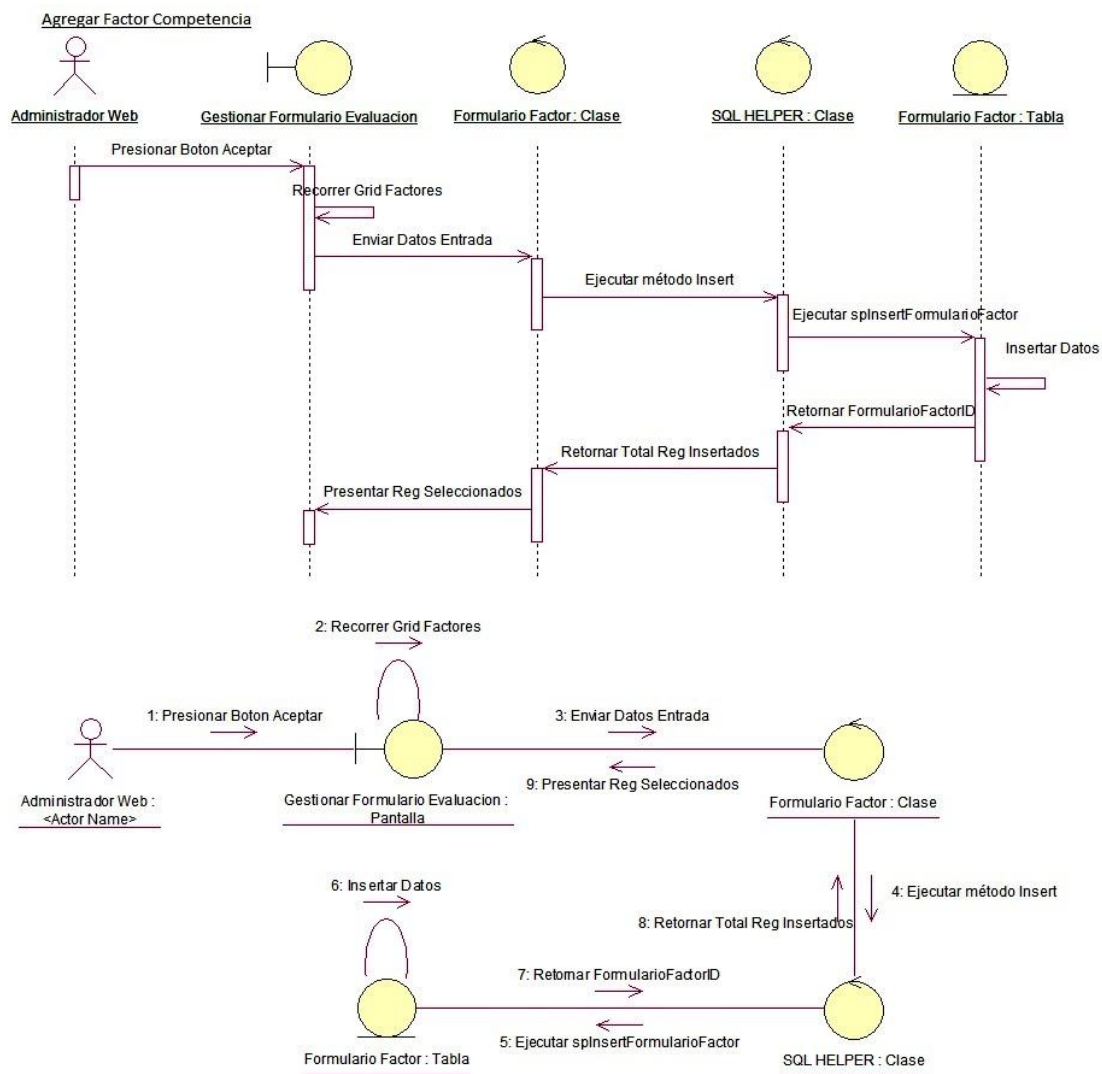 Agregar Factor Competencia
Administrador Web
Gestionar Formulario Evaluacion
Formulario Factor : Clase
SQL HELPER : Clase
Formulario Factor : Tabla
Presionar Boton Aceptar
Recorrer Grid Factores
Enviar Datos Entrada
Ejecutar método Insert
Ejecutar spInsertFormularioFactor
Insertar Datos
Retornar FormularioFactorID
Retornar Total Reg Insertados
Presentar Reg Seleccionados
2: Recorrer Grid Factores
1: Presionar Boton Aceptar
3: Enviar Datos Entrada
9: Presentar Reg Seleccionados
Administrador Web :
<Actor Name>
Gestionar Formulario Evaluacion :
Pantalla
Formulario Factor : Clase
6: Insertar Datos
4: Ejecutar método Insert
8: Retornar Total Reg Insertados
7: Retornar FormularioFactorID
5: Ejecutar spInsertFormularioFactor
Formulario Factor : Tabla
SQL HELPER : Clase